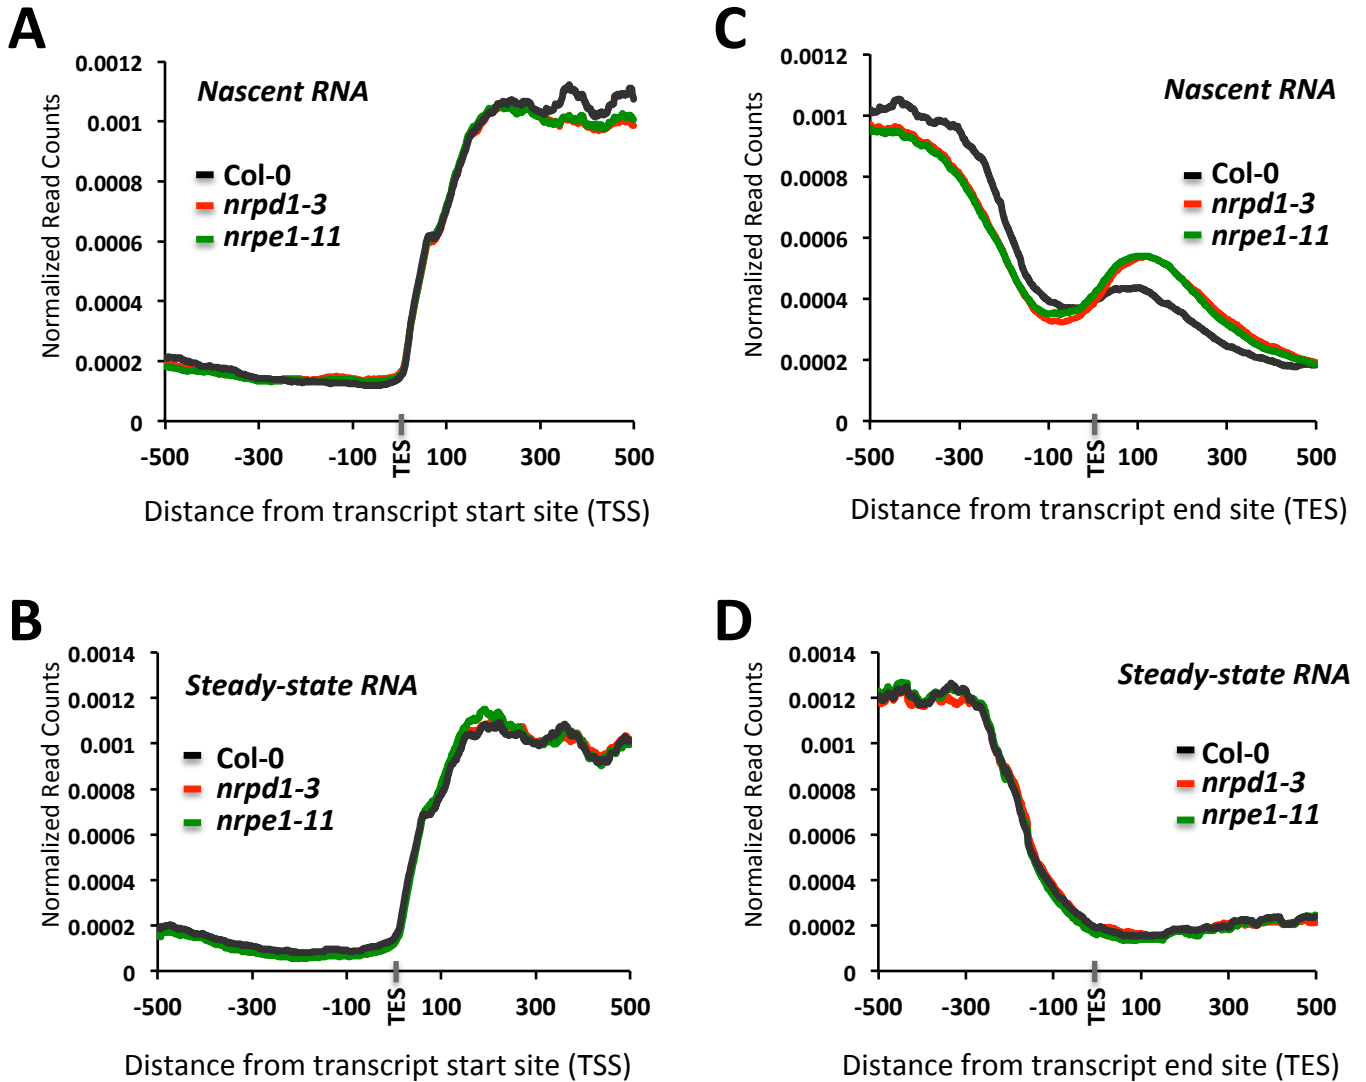 A
0.0012
0.001
0.0008
0.0006
0.0004
0.0002
0
Normalized Read Counts
Nascent RNA
Col-0
nrpd1-3
nrpe1-11
-500
-300
-100
TES
100
300
500
Distance from transcript start site (TSS)
C
0.0012
0.001
0.0008
0.0006
0.0004
0.0002
0
Normalized Read Counts
Nascent RNA
Col-0
nrpd1-3
nrpe1-11
-500
-300
-100
TES
100
300
500
Distance from transcript end site (TES)
B
0.0014
0.0012
0.001
0.0008
0.0006
0.0004
0.0002
0
Normalized Read Counts
Steady-state RNA
Col-0
nrpd1-3
nrpe1-11
-500
-300
-100
TES
100
300
500
Distance from transcript start site (TSS)
D
0.0014
0.0012
0.001
0.0008
0.0006
0.0004
0.0002
0
Normalized Read Counts
Steady-state RNA
Col-0
nrpd1-3
nrpe1-11
-500
-300
-100
TES
100
300
500
Distance from transcript end site (TES)